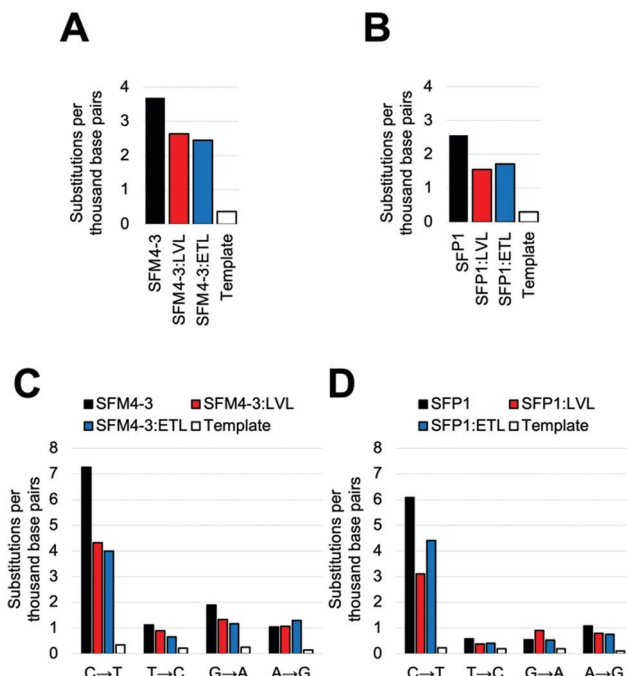 A
B
Substitutions per
thousand base pairs
4
3
2
1
0
SFM4-3
SFM4-3:LVL
SFM4-3:ETL
Template
Substitutions per
thousand base pairs
4
3
2
1
0
SFP1
SFP1:LVL
SFP1:ETL
Template
C
SFM4-3 SFM4-3:LVL
SFM4-3:ETL Template
Substitutions per
thousand base pairs
8
7
6
5
4
3
2
1
0
C→T T→C G→A A→G
D
SFP1 SFP1:LVL
SFP1:ETL Template
Substitutions per
thousand base pairs
8
7
6
5
4
3
2
1
0
C→T T→C G→A A→G